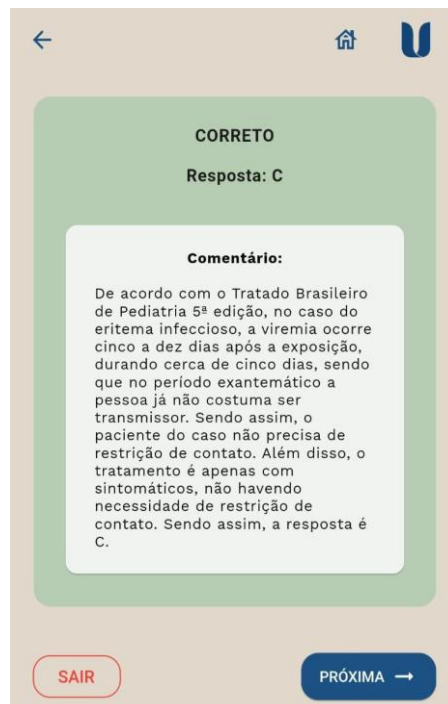 CORRETO
Resposta: C
Comentário:
De acordo com o Tratado Brasileiro
de Pediatria 5ª edição, no caso do
eritema infeccioso, a viremia ocorre
cinco a dez dias após a exposição,
durando cerca de cinco dias, sendo
que no período exantemático a
pessoa já não costuma ser
transmissor. Sendo assim, o
paciente do caso não precisa de
restrição de contato. Além disso, o
tratamento é apenas com
sintomáticos, não havendo
necessidade de restrição de
contato. Sendo assim, a resposta é
C.
SAIR
PRÓXIMA →